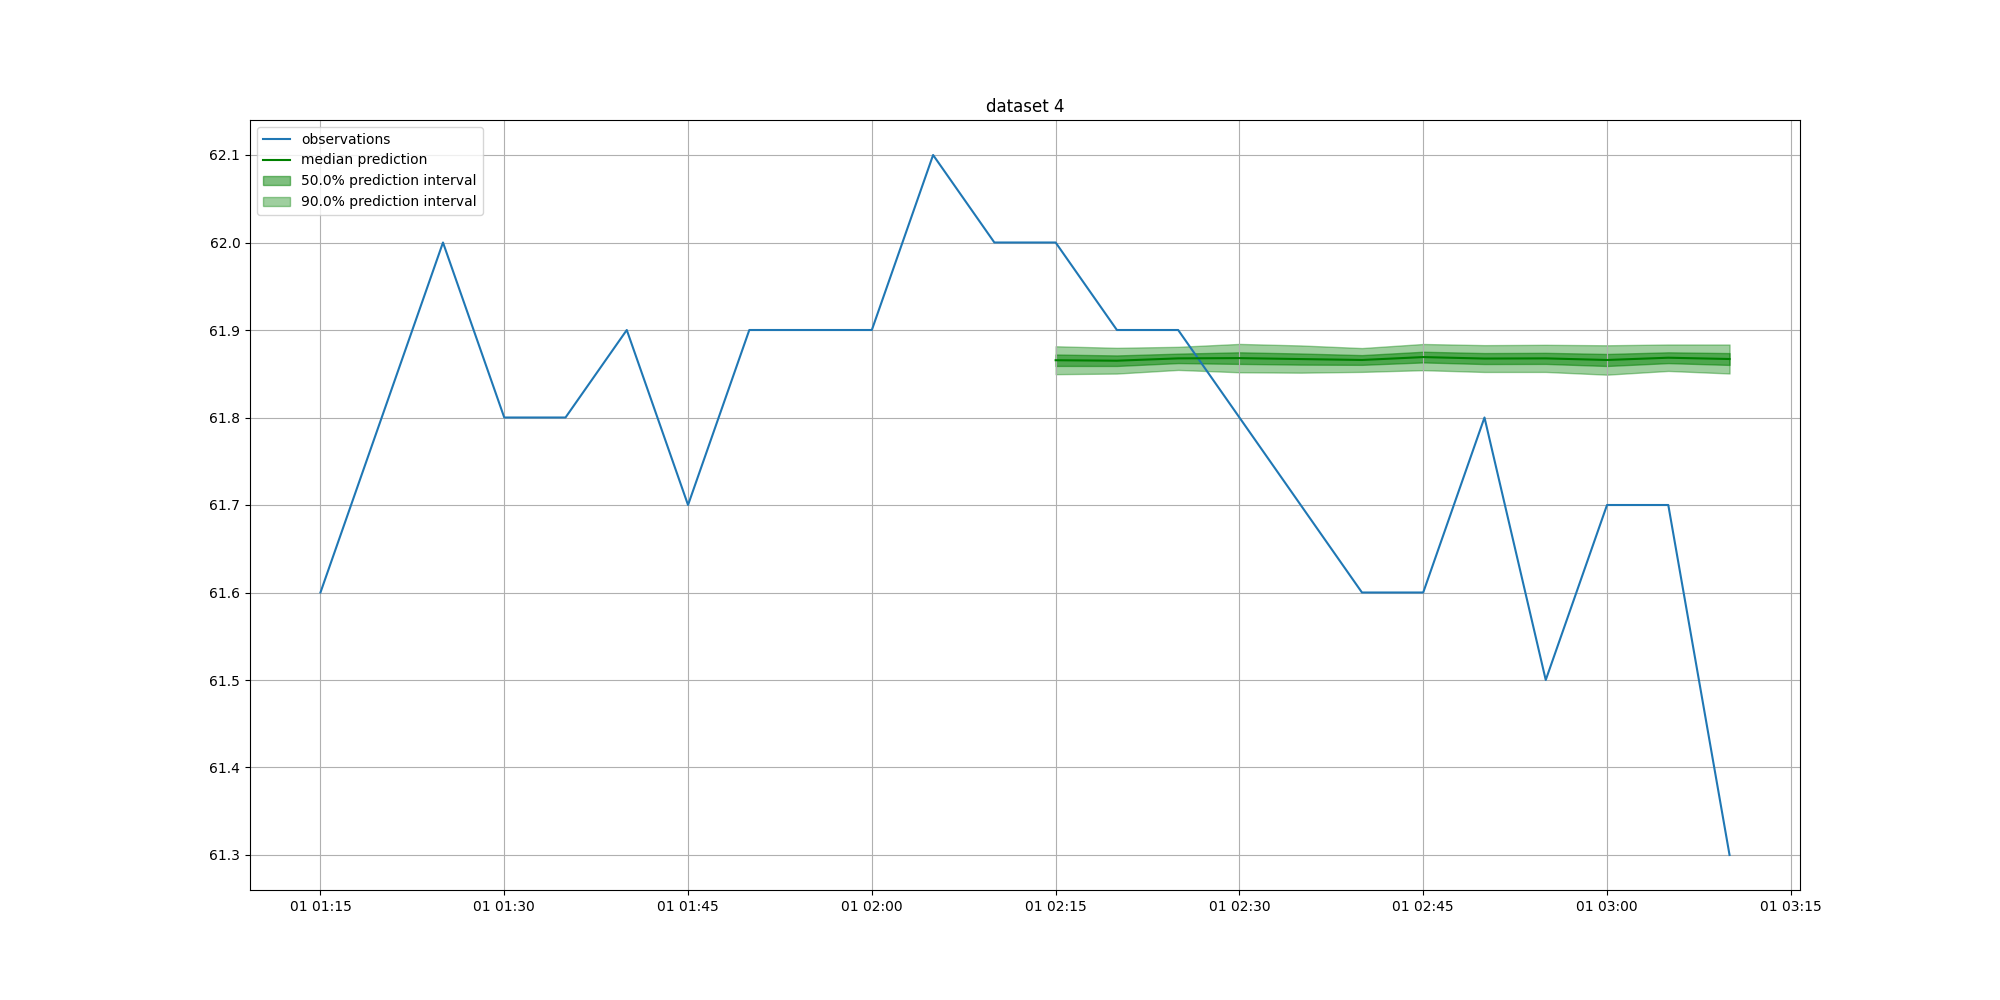 dataset 4
observations
median prediction
50.0% prediction interval
90.0% prediction interval
62.1
62.0
61.9
61.8
61.7
61.6
61.5
61.4
61.3
01 01:15 01 01:30 01 01:45 01 02:00 01 02:15 01 02:30 01 02:45 01 03:00 01 03:15